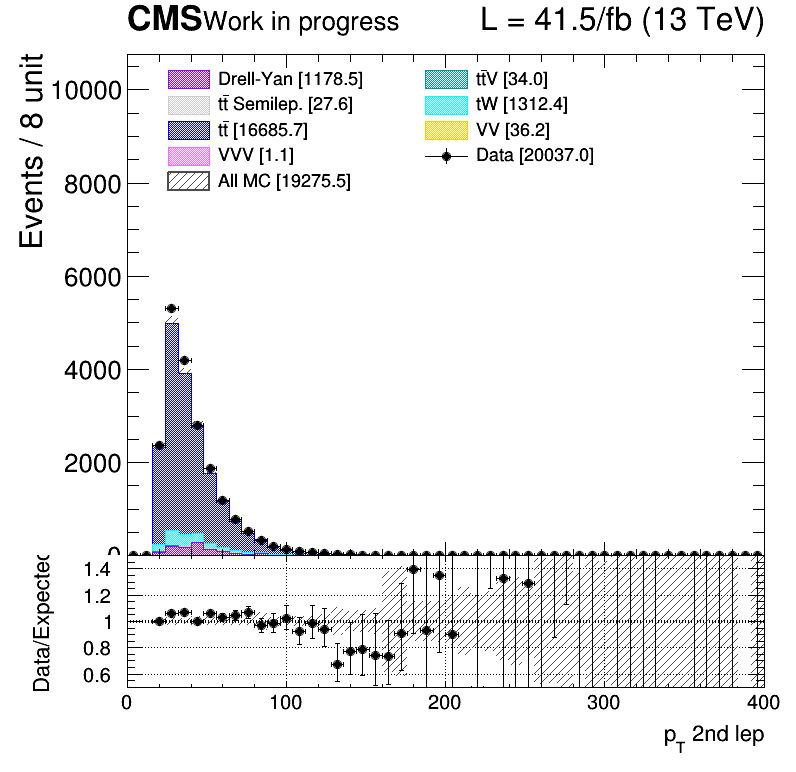 CMS Work in progress L = 41.5/fb (13 TeV)
Events / 8 unit
10000
8000
6000
4000
2000
0
Drell-Yan [1178.5]
tt̄ Semilep. [27.6]
tt̄ [16685.7]
VVV [1.1]
All MC [19275.5]
tt̄V [34.0]
tW [1312.4]
VV [36.2]
Data [20037.0]
Data/Expected
1.4
1.2
1
0.8
0.6
0 100 200 300 400
p_T 2nd lep